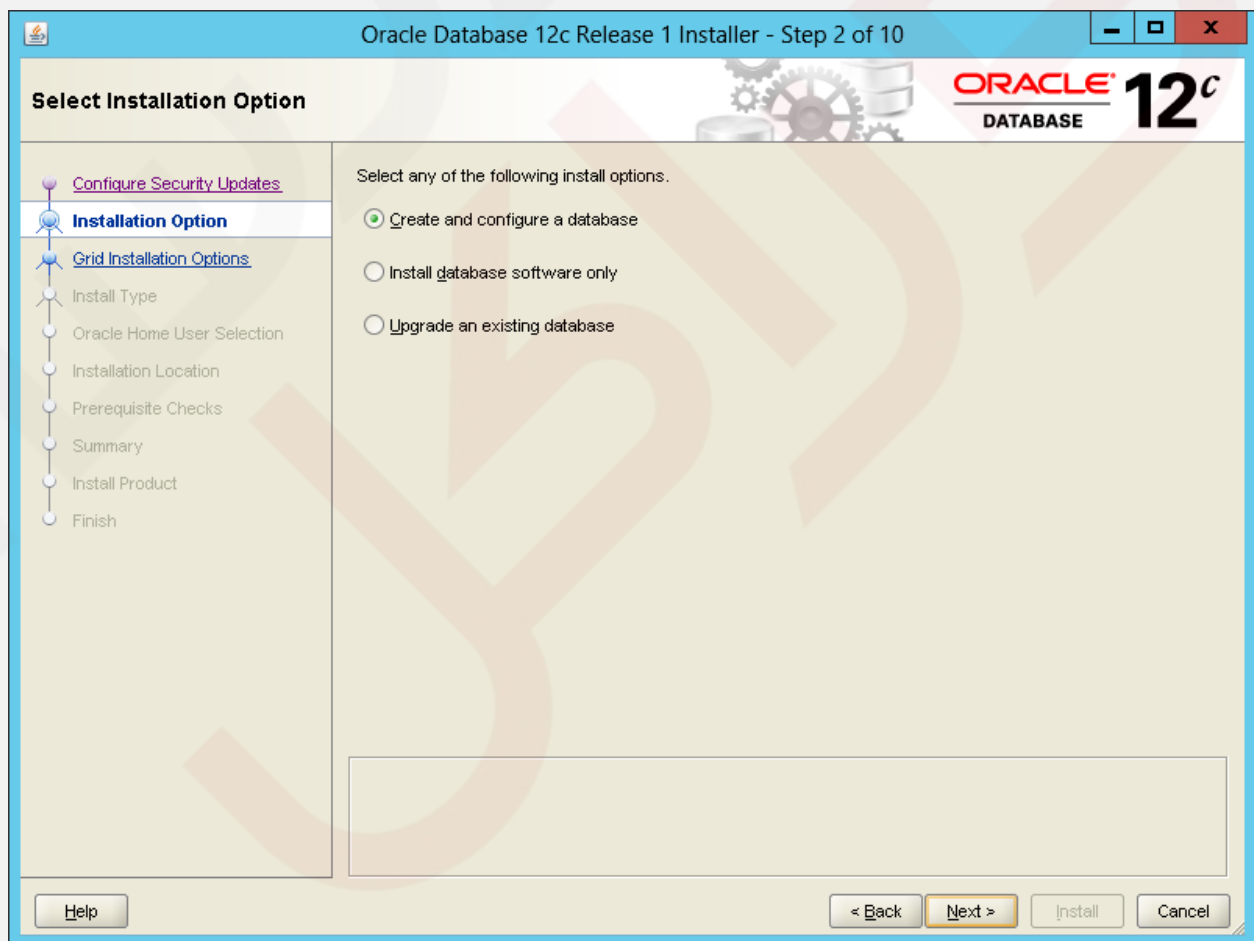 Oracle Database 12c Release 1 Installer - Step 2 of 10
Select Installation Option
ORACLE®
DATABASE
12c
Configure Security Updates
Installation Option
Grid Installation Options
Install Type
Oracle Home User Selection
Installation Location
Prerequisite Checks
Summary
Install Product
Finish
Select any of the following install options.
Create and configure a database
Install database software only
Upgrade an existing database
Help
< Back
Next >
Install
Cancel